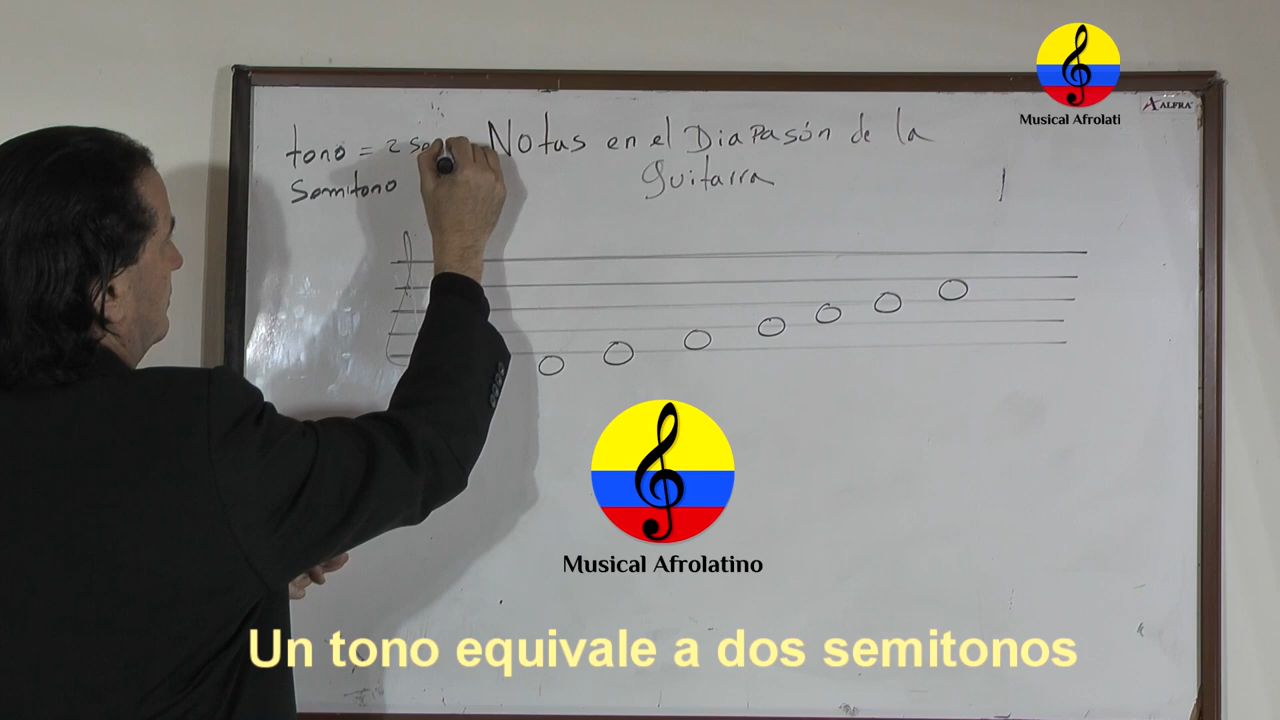 Musical Afrolati
ALFRA
tono = 2 Se
Semitono
Notas en el Diapasón de la
guitarra
Musical Afrolatino
Un tono equivale a dos semitonos